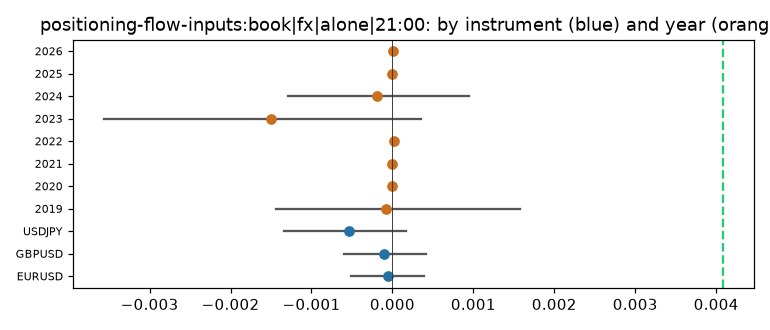 positioning-flow-inputs:book|fx|alone|21:00: by instrument (blue) and year (orang
2026
2025
2024
2023
2022
2021
2020
2019
USDJPY
GBPUSD
EURUSD
−0.003 −0.002 −0.001 0.000 0.001 0.002 0.003 0.004